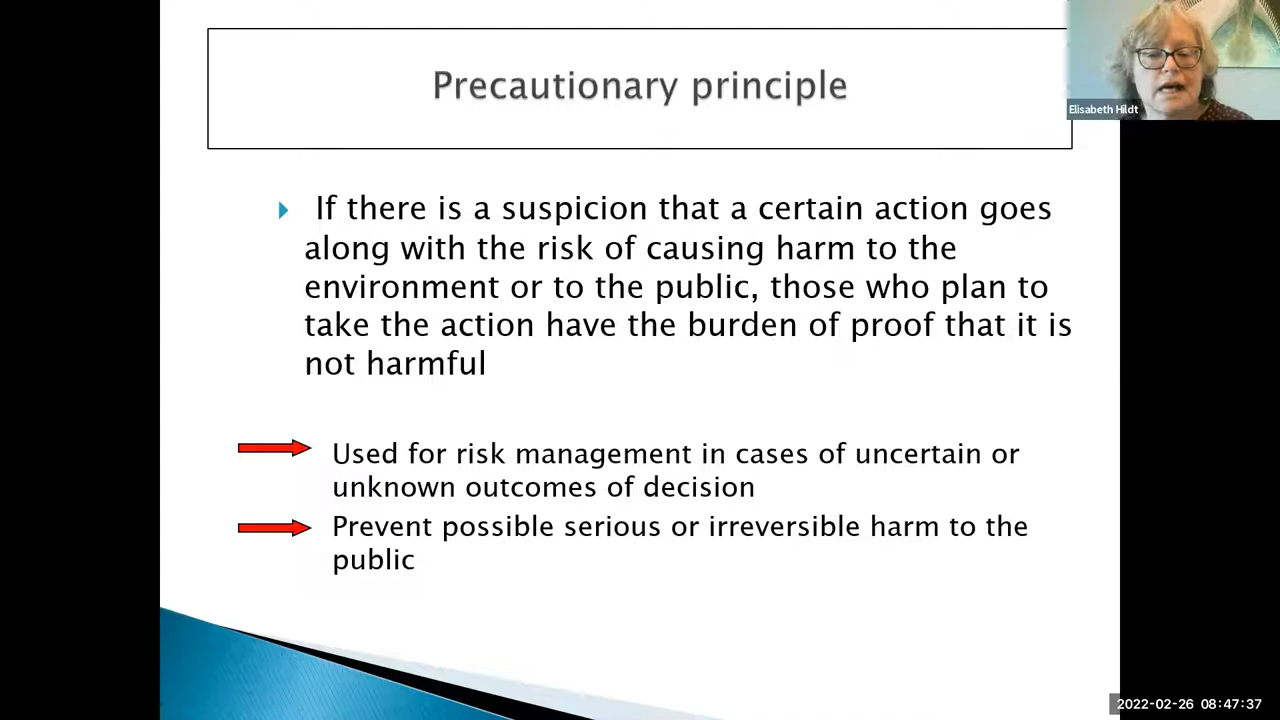 Precautionary principle
Elisabeth Hildt
If there is a suspicion that a certain action goes
along with the risk of causing harm to the
environment or to the public, those who plan to
take the action have the burden of proof that it is
not harmful
Used for risk management in cases of uncertain or
unknown outcomes of decision
Prevent possible serious or irreversible harm to the
public
2022-02-26 08:47:37